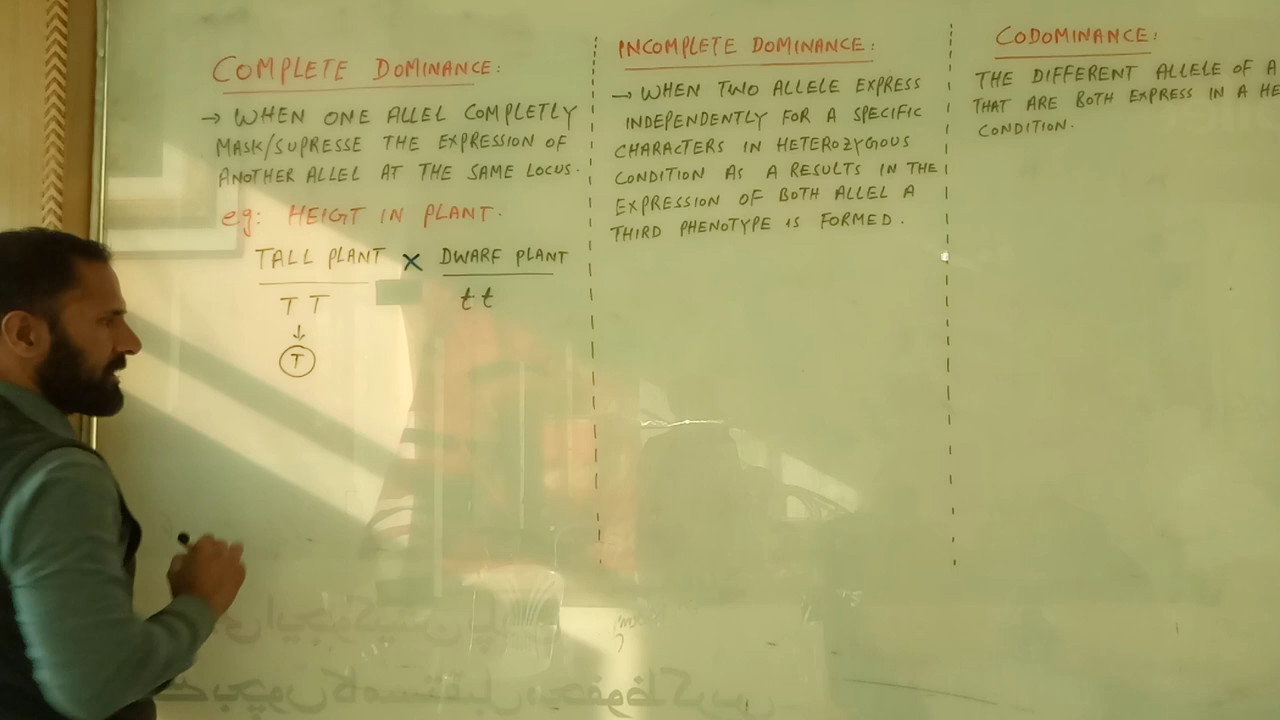 COMPLETE DOMINANCE:
→ WHEN ONE ALLEL COMPLETLY
MASK/SUPRESSE THE EXPRESSION OF
ANOTHER ALLEL AT THE SAME LOCUS.
eg: HEIGT IN PLANT.
TALL PLANT × DWARF PLANT
TT tt
↓
T
INCOMPLETE DOMINANCE:
→ WHEN TWO ALLELE EXPRESS
INDEPENDENTLY FOR A SPECIFIC
CHARACTERS IN HETEROZYGOUS
CONDITION AS A RESULTS IN THE
EXPRESSION OF BOTH ALLEL A
THIRD PHENOTYPE IS FORMED.
CODOMINANCE:
THE DIFFERENT ALLELE OF A
THAT ARE BOTH EXPRESS IN A HE
CONDITION.